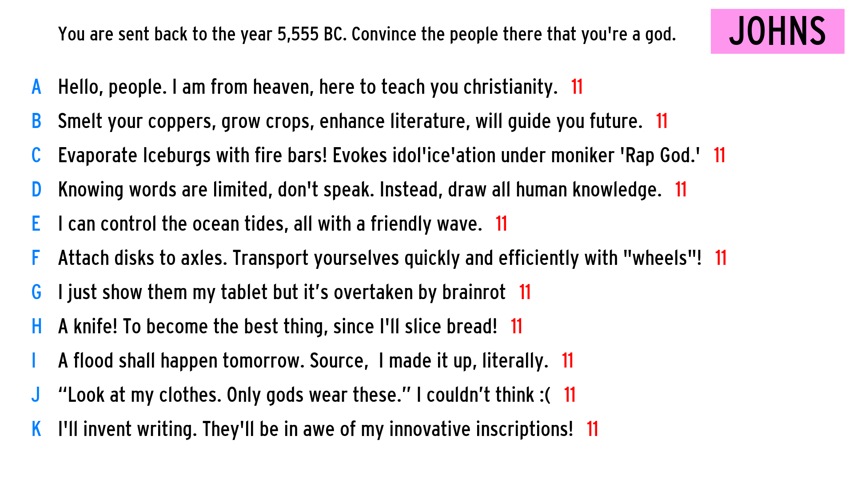 You are sent back to the year 5,555 BC. Convince the people there that you're a god.
JOHNS
A Hello, people. I am from heaven, here to teach you christianity. 11
B Smelt your coppers, grow crops, enhance literature, will guide you future. 11
C Evaporate Iceburgs with fire bars! Evokes idol'ice'ation under moniker 'Rap God.' 11
D Knowing words are limited, don't speak. Instead, draw all human knowledge. 11
E I can control the ocean tides, all with a friendly wave. 11
F Attach disks to axles. Transport yourselves quickly and efficiently with "wheels"! 11
G I just show them my tablet but it’s overtaken by brainrot 11
H A knife! To become the best thing, since I'll slice bread! 11
I A flood shall happen tomorrow. Source, I made it up, literally. 11
J “Look at my clothes. Only gods wear these.” I couldn’t think :( 11
K I'll invent writing. They'll be in awe of my innovative inscriptions! 11